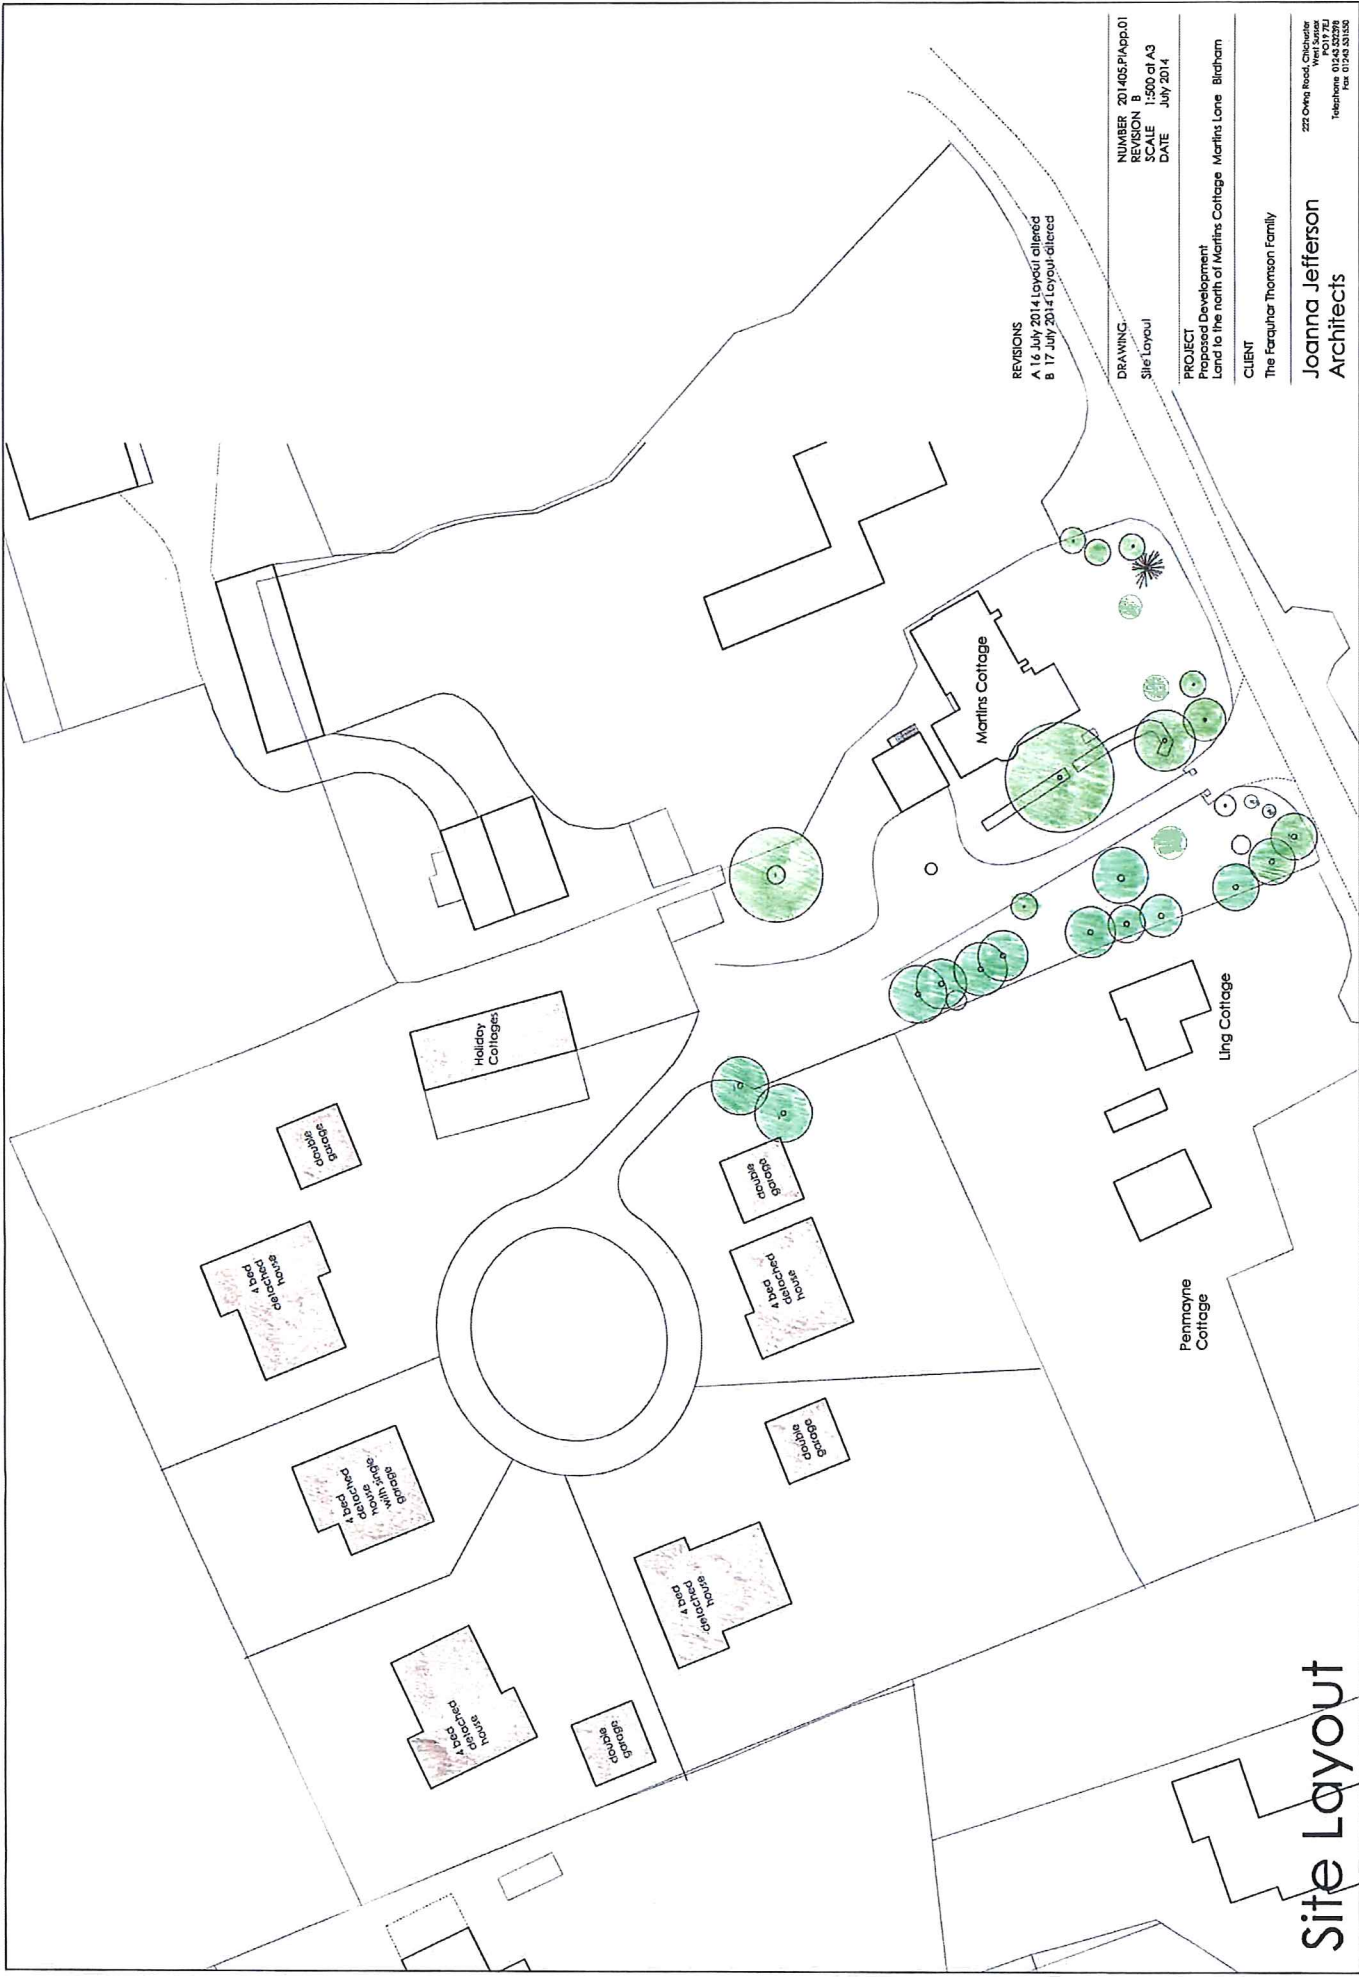 Site Layout
4 bed
detached
house
double
garage
4 bed
detached
house
with single
garage
4 bed
detached
house
double
garage
4 bed
detached
house
double
garage
4 bed
detached
house
double
garage
Holiday
Cottages
Penmayne
Cottage
Ling Cottage
Martins Cottage
REVISIONS
A 16 July 2014 Layout altered
B 17 July 2014 Layout altered
DRAWING
Site Layout
NUMBER 201405.PlApp.01
REVISION B
SCALE 1:500 at A3
DATE July 2014
PROJECT
Proposed Development
Land to the north of Martins Cottage Martins Lane Birdham
CLIENT
The Farquhar Thomson Family
Joanna Jefferson
Architects
222 Oving Road, Chichester
West Sussex
PO19 7EJ
Telephone 01243 532398
Fax 01243 531550